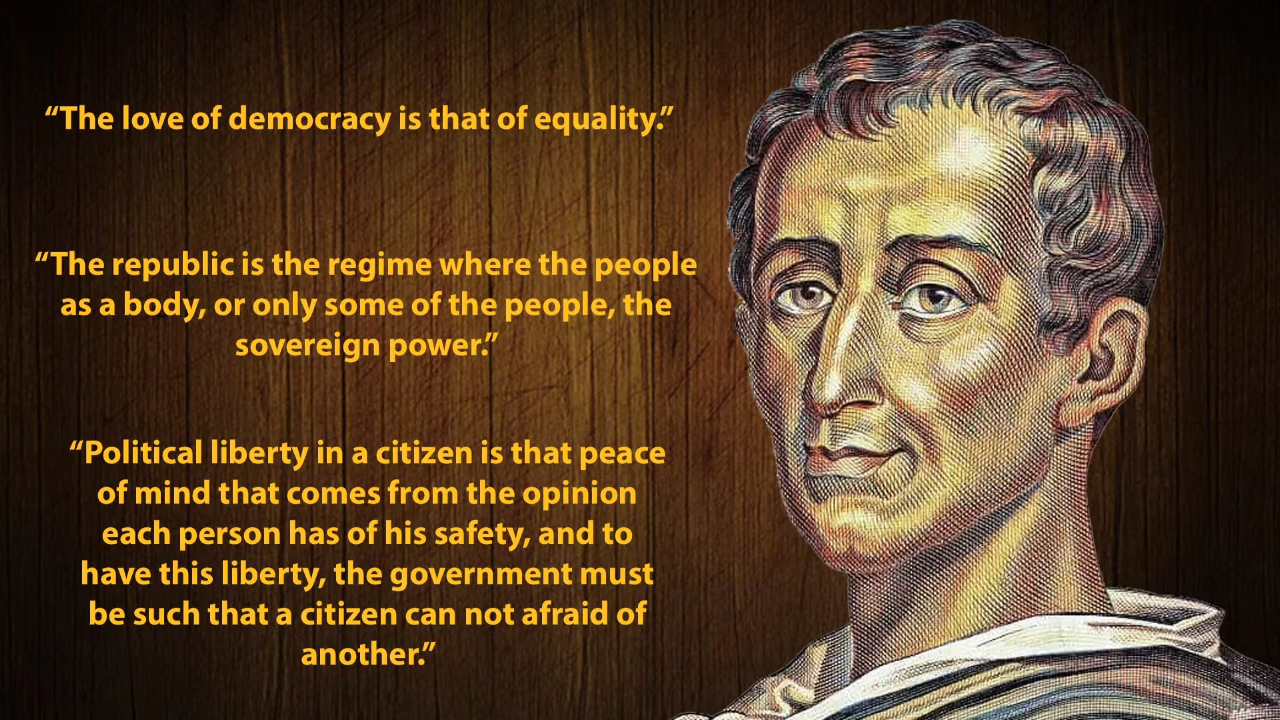 “The love of democracy is that of equality.”
“The republic is the regime where the people
as a body, or only some of the people, the
sovereign power.”
“Political liberty in a citizen is that peace
of mind that comes from the opinion
each person has of his safety, and to
have this liberty, the government must
be such that a citizen can not afraid of
another.”